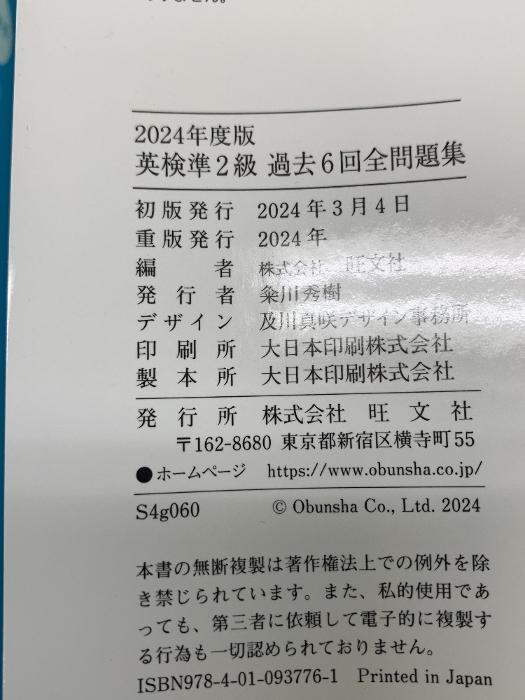 2024年度版
英検準2級 過去6回全問題集
初版発行 2024年3月4日
重版発行 2024年
編者 株式会社 旺文社
発行者 粂川秀樹
デザイン 及川真咲デザイン事務所
印刷所 大日本印刷株式会社
製本所 大日本印刷株式会社
発行所 株式会社 旺文社
〒162-8680 東京都新宿区横寺町55
●ホームページ https://www.obunsha.co.jp/
S4g060 © Obunsha Co., Ltd. 2024
本書の無断複製は著作権法上での例外を除
き禁じられています。また、私的使用であ
っても、第三者に依頼して電子的に複製す
る行為も一切認められておりません。
ISBN978-4-01-093776-1 Printed in Japan